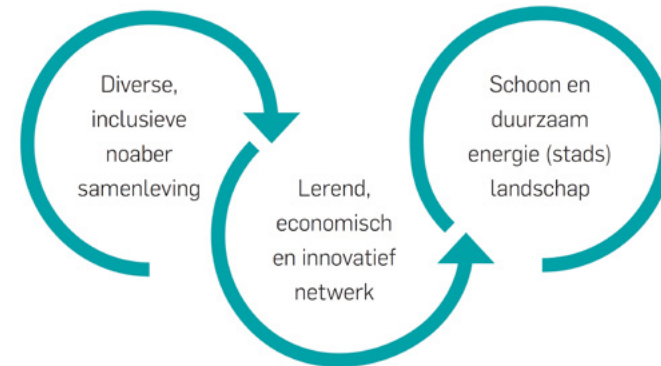 Diverse,
inclusieve
noaber
samenleving
Lerend,
economisch
en innovatief
netwerk
Schoon en
duurzaam
energie (stads)
landschap